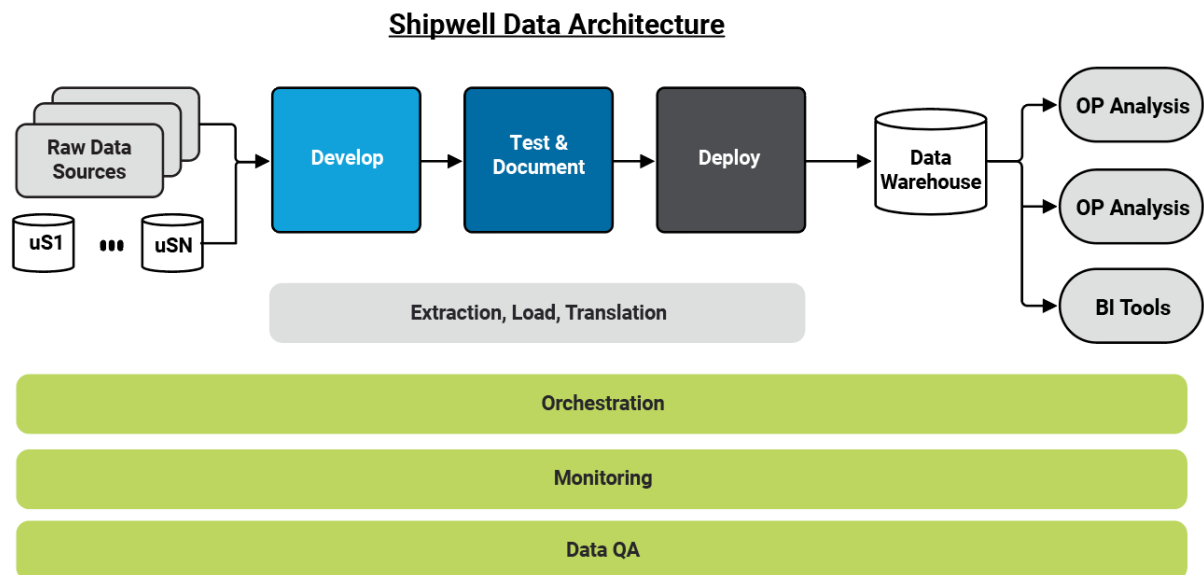 Shipwell Data Architecture
Raw Data
Sources
uS1
uSN
Develop
Test &
Document
Deploy
Data
Warehouse
OP Analysis
OP Analysis
BI Tools
Extraction, Load, Translation
Orchestration
Monitoring
Data QA